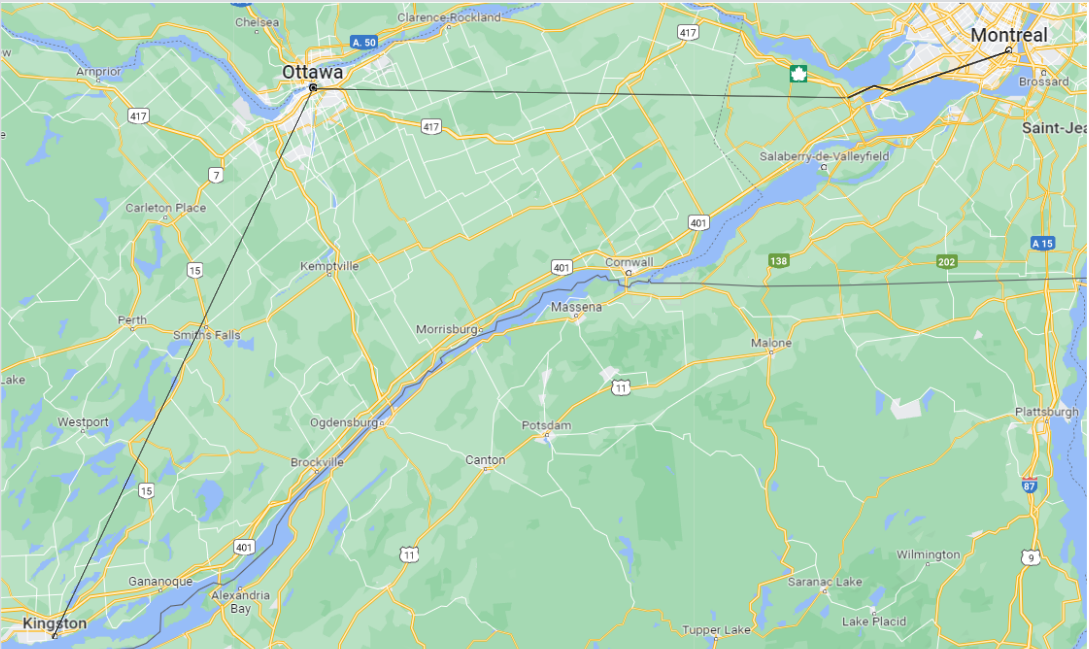 Chelsea
Clarence-Rockland
417
Montreal
A. 50
Ottawa
Arnprior
Brossard
417
417
Saint-Jea
7
Salaberry-de-Valleyfield
Carleton Place
401
A 15
15
Kemptville
401
Cornwall
138
202
Massena
Perth
Smiths Falls
Morrisburg
Malone
Lake
11
Westport
Ogdensburg
Potsdam
Plattsburgh
Brockville
Canton
15
87
401
11
Wilmington
9
Gananoque
Alexandria
Bay
Saranac Lake
Kingston
Lake Placid
Tupper Lake